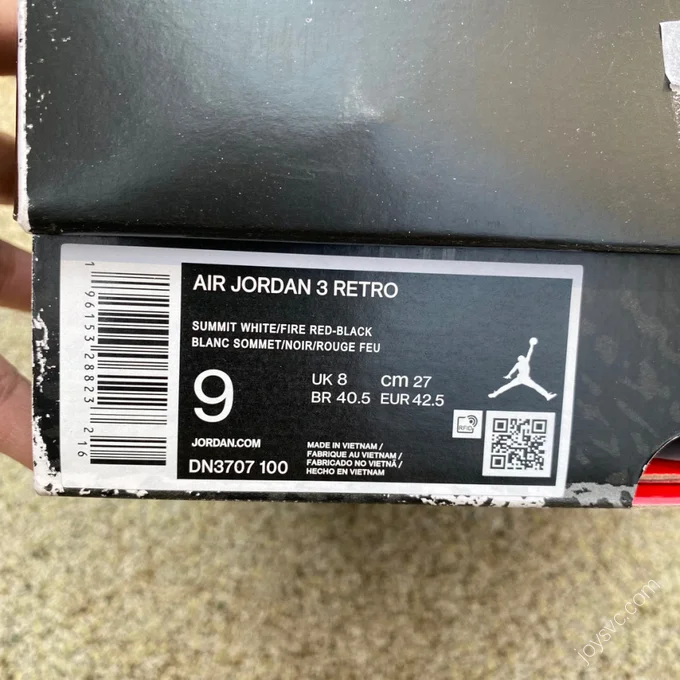 AIR JORDAN 3 RETRO
SUMMIT WHITE/FIRE RED-BLACK
BLANC SOMMET/NOIR/ROUGE FEU
9
UK 8 cm 27
BR 40.5 EUR 42.5
JORDAN.COM
DN3707 100
MADE IN VIETNAM /
FABRIQUE AU VIETNAM /
FABRICADO NO VIETNÃ /
HECHO EN VIETNAM
RFID
1 96153 28823 216
joysvc.com